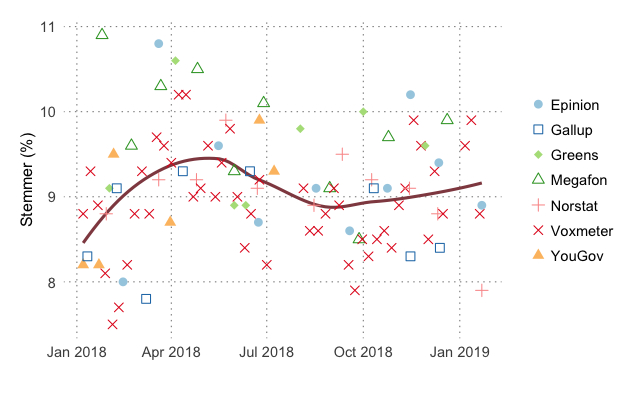 Stemmer (%)
11
10
9
8
Jan 2018 Apr 2018 Jul 2018 Oct 2018 Jan 2019
Epinion
Gallup
Greens
Megafon
Norstat
Voxmeter
YouGov